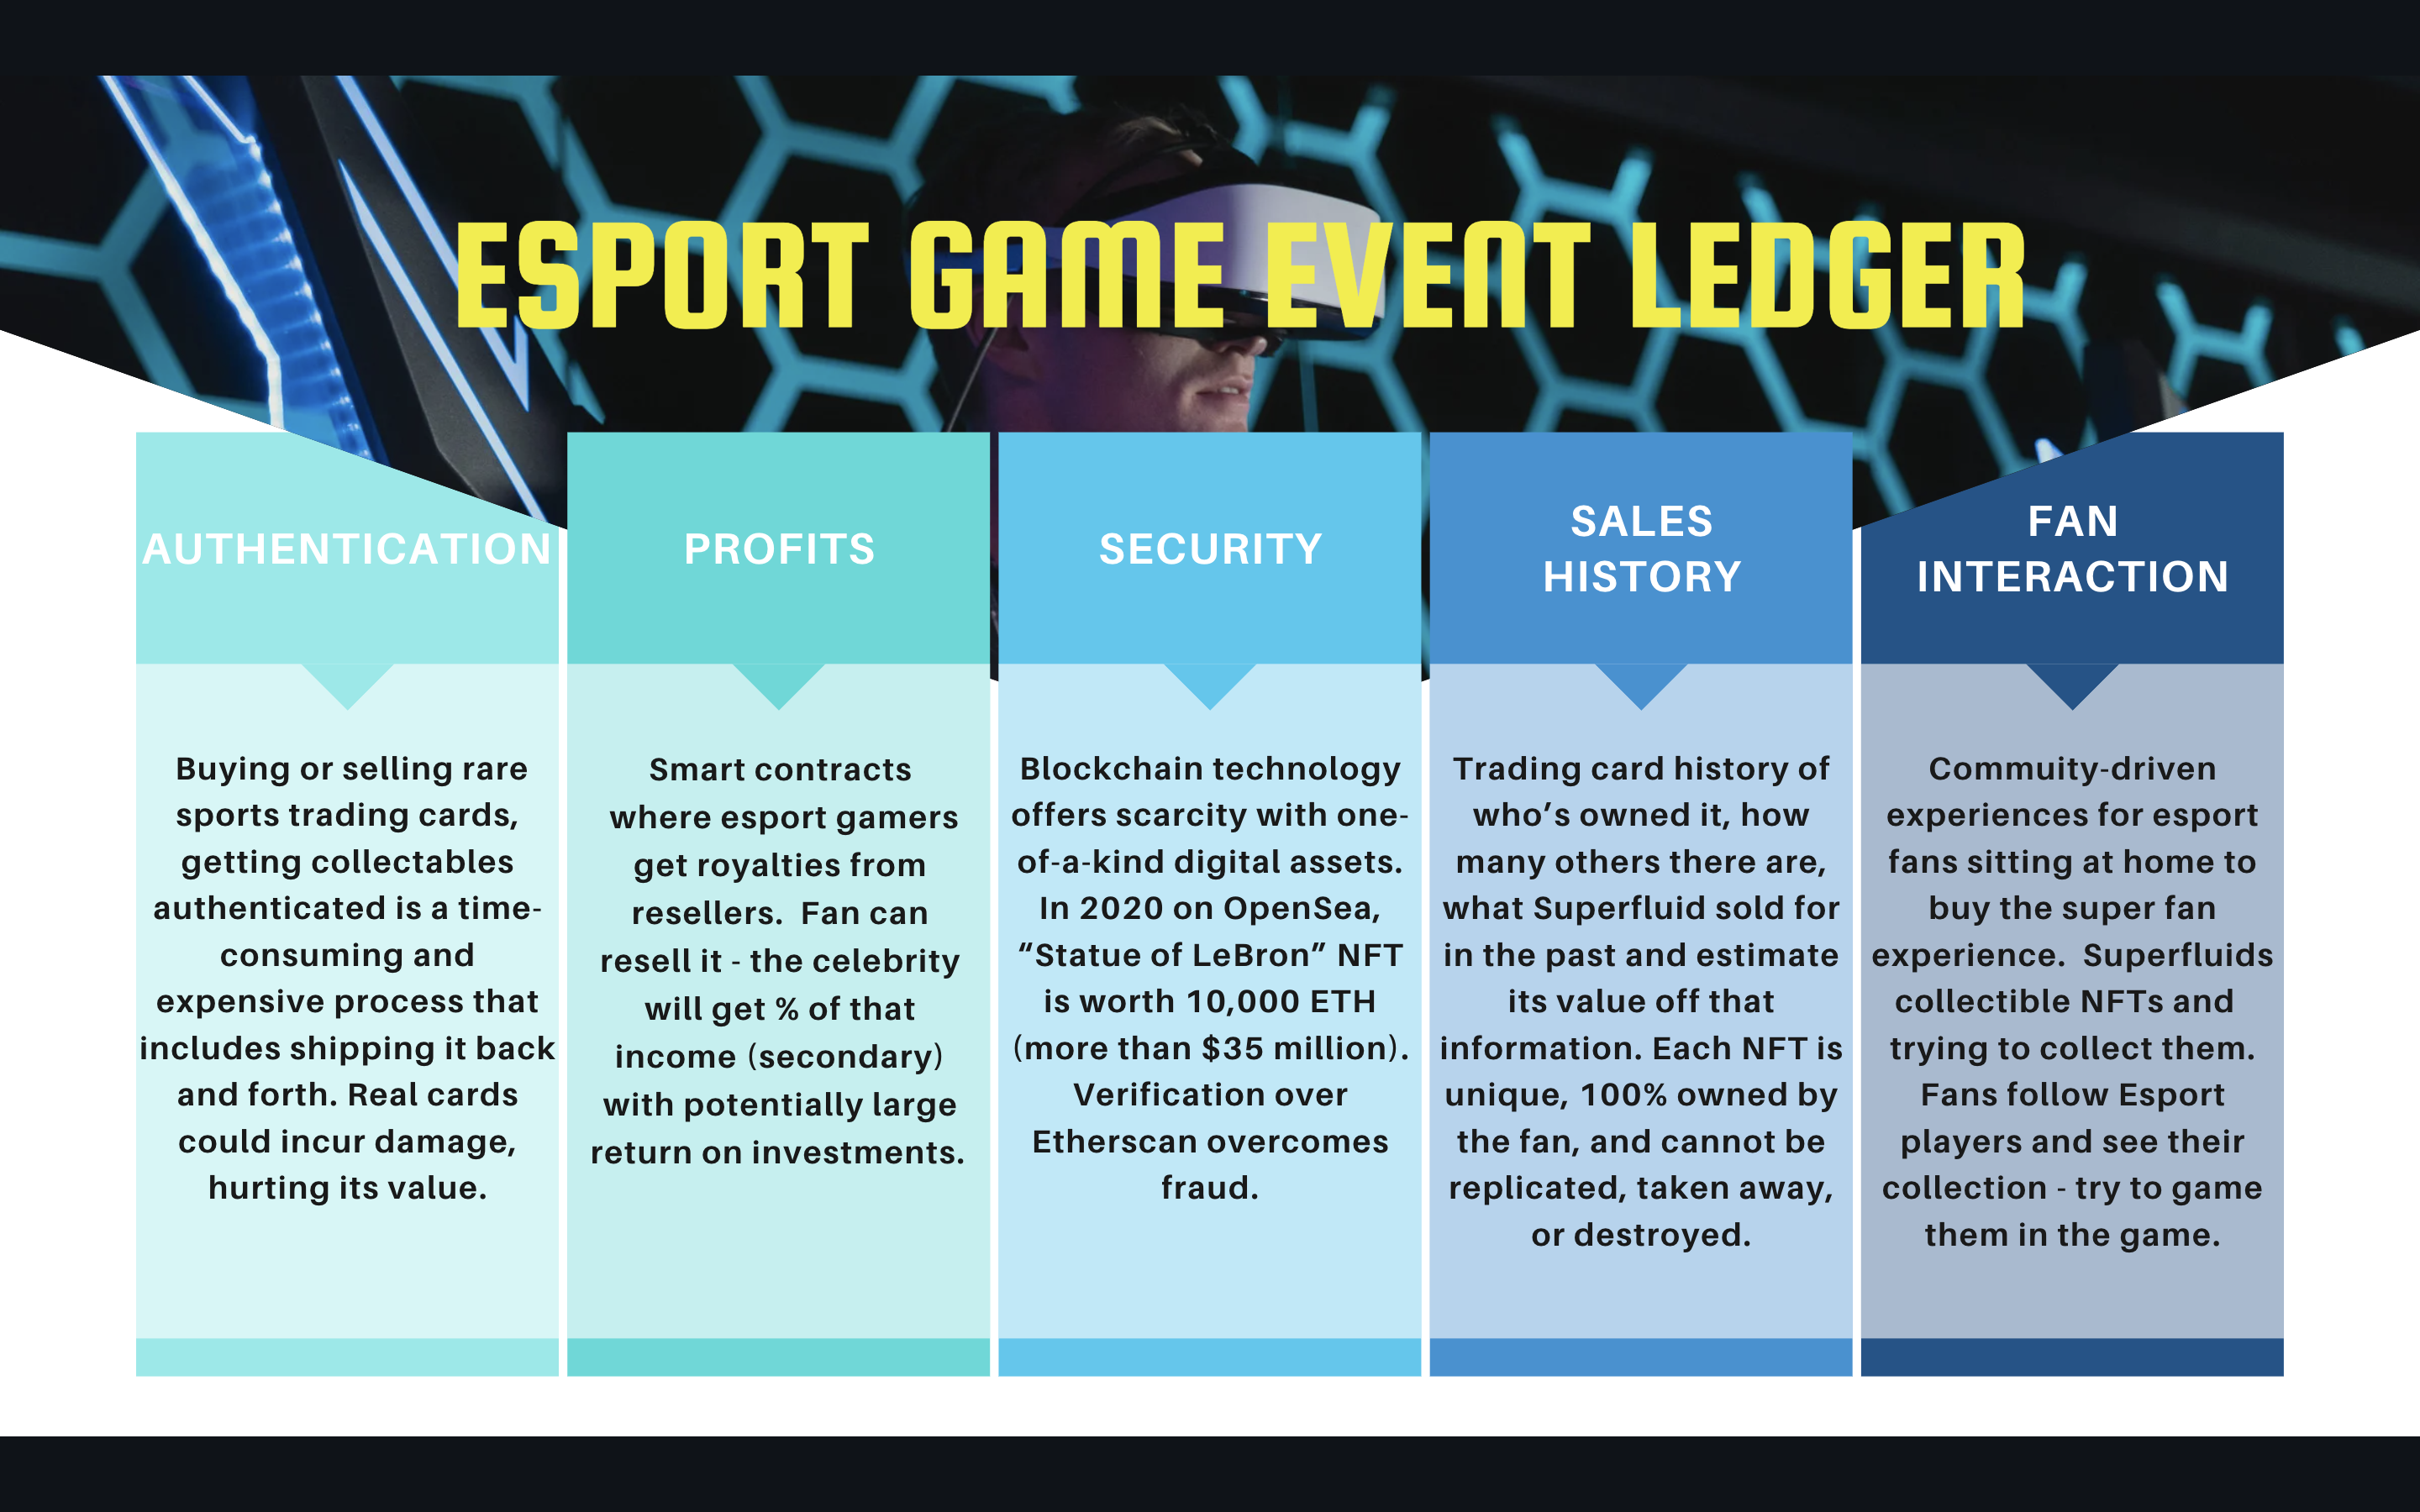 ESPORT GAME EVENT LEDGER
AUTHENTICATION
Buying or selling rare
sports trading cards,
getting collectables
authenticated is a time-
consuming and
expensive process that
includes shipping it back
and forth. Real cards
could incur damage,
hurting its value.
PROFITS
Smart contracts
where esport gamers
get royalties from
resellers.  Fan can
resell it - the celebrity
will get % of that
income (secondary)
with potentially large
return on investments.
SECURITY
Blockchain technology
offers scarcity with one-
of-a-kind digital assets.
In 2020 on OpenSea,
“Statue of LeBron” NFT
is worth 10,000 ETH
(more than $35 million).
Verification over
Etherscan overcomes
fraud.
SALES
HISTORY
Trading card history of
who’s owned it, how
many others there are,
what Superfluid sold for
in the past and estimate
its value off that
information. Each NFT is
unique, 100% owned by
the fan, and cannot be
replicated, taken away,
or destroyed.
FAN
INTERACTION
Commuity-driven
experiences for esport
fans sitting at home to
buy the super fan
experience.  Superfluids
collectible NFTs and
trying to collect them.
Fans follow Esport
players and see their
collection - try to game
them in the game.